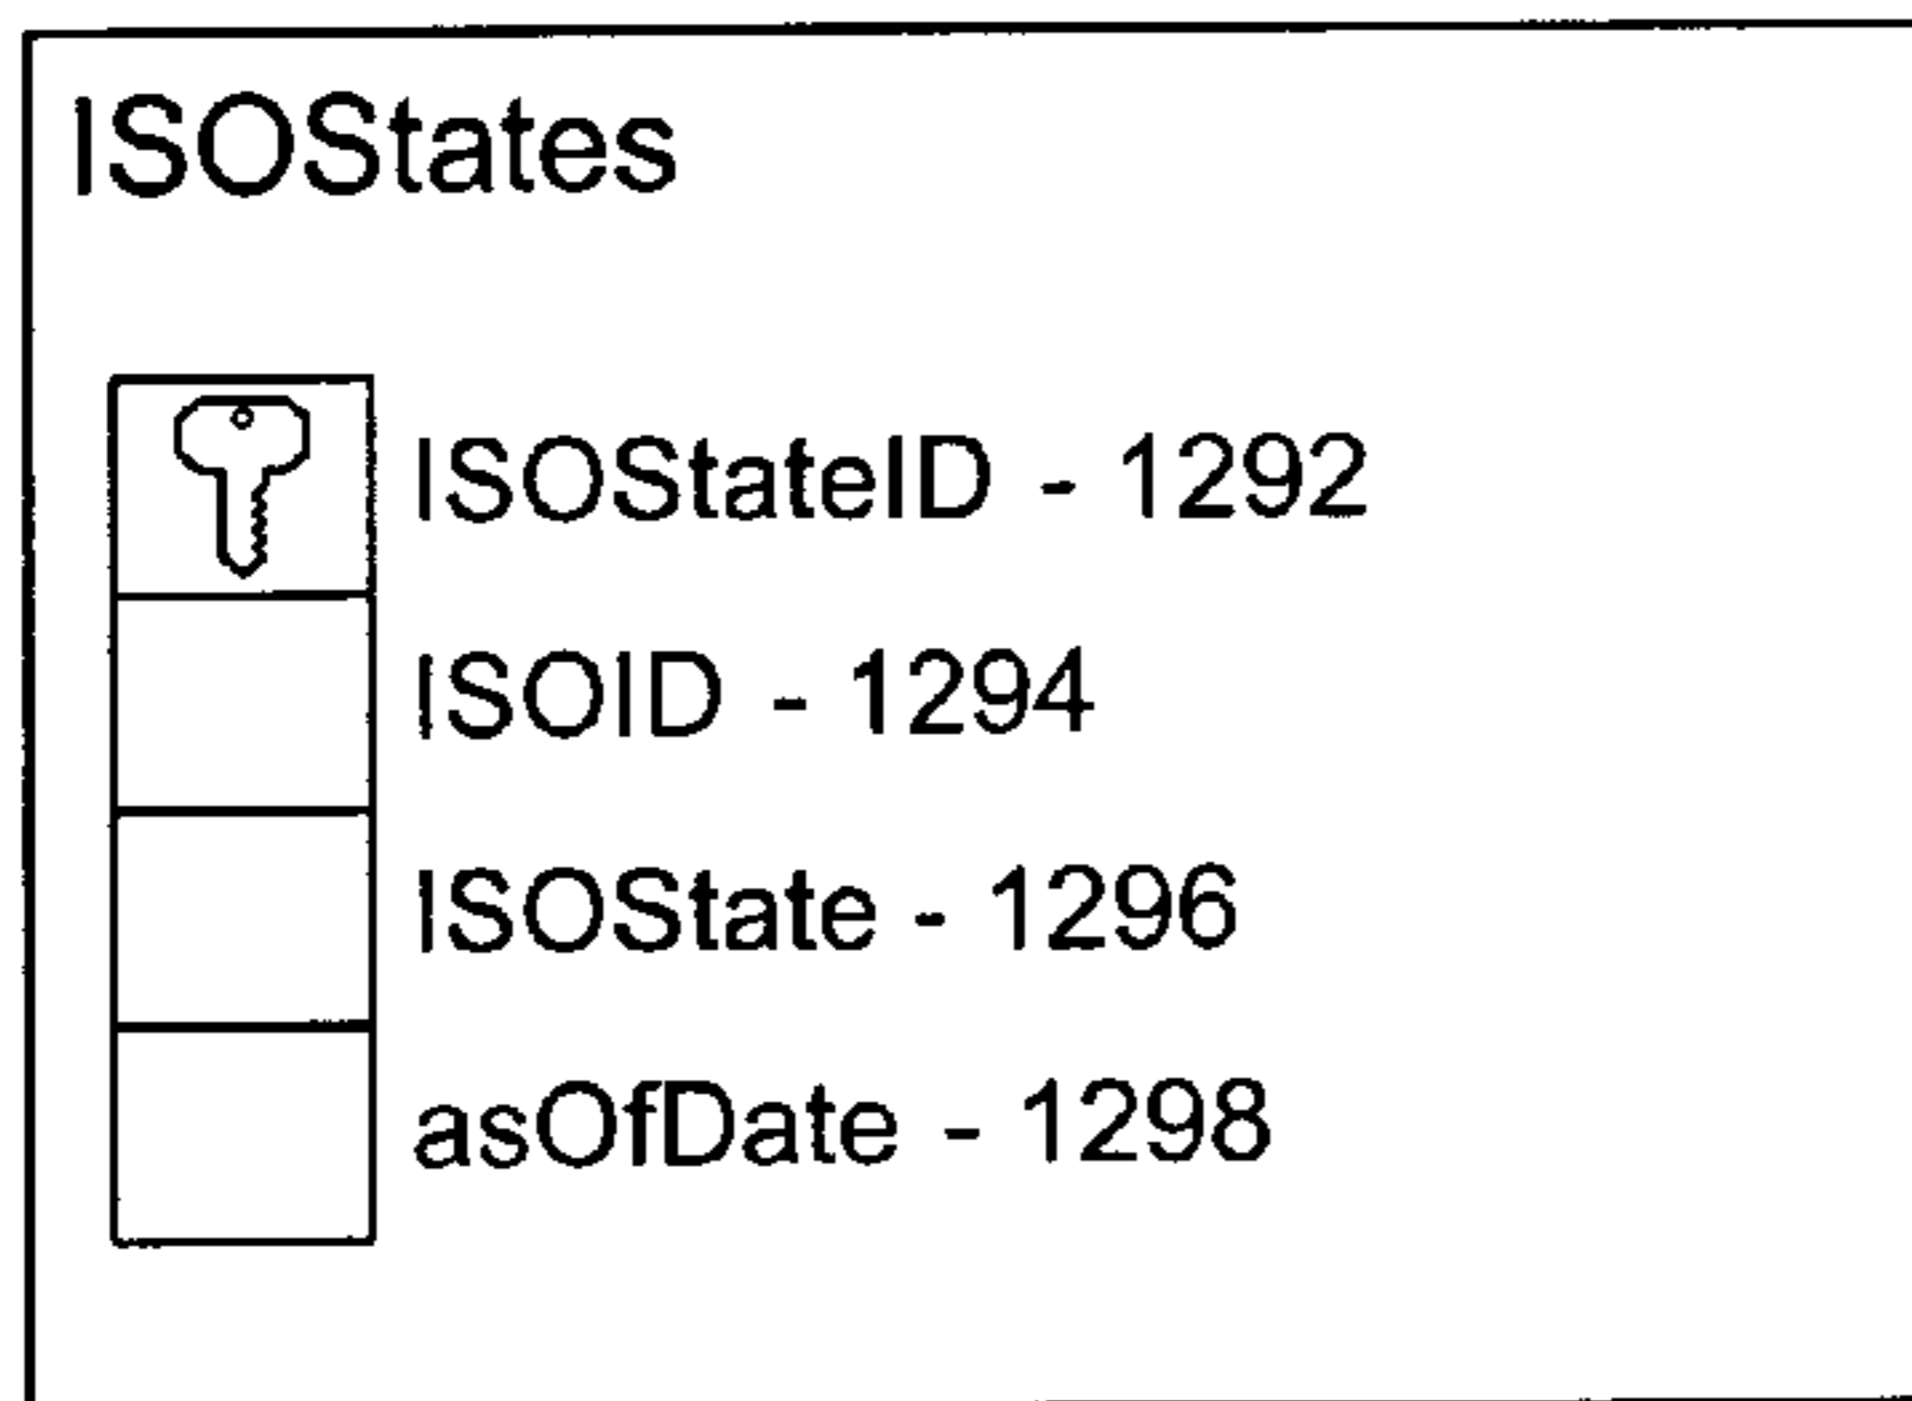 ISOStates
ISOStateID - 1292
ISOID - 1294
ISOState - 1296
asOfDate - 1298